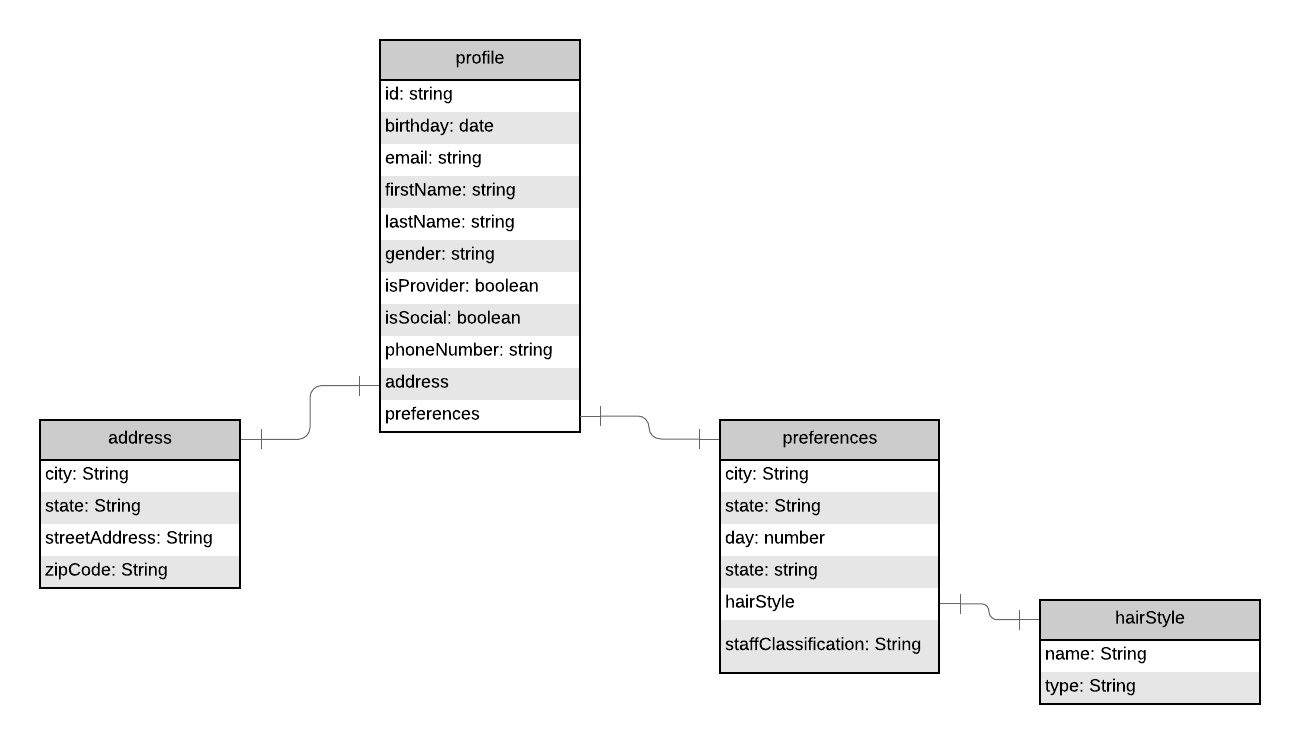 profile
id: string
birthday: date
email: string
firstName: string
lastName: string
gender: string
isProvider: boolean
isSocial: boolean
phoneNumber: string
address
preferences
address
city: String
state: String
streetAddress: String
zipCode: String
preferences
city: String
state: String
day: number
state: string
hairStyle
staffClassification: String
hairStyle
name: String
type: String